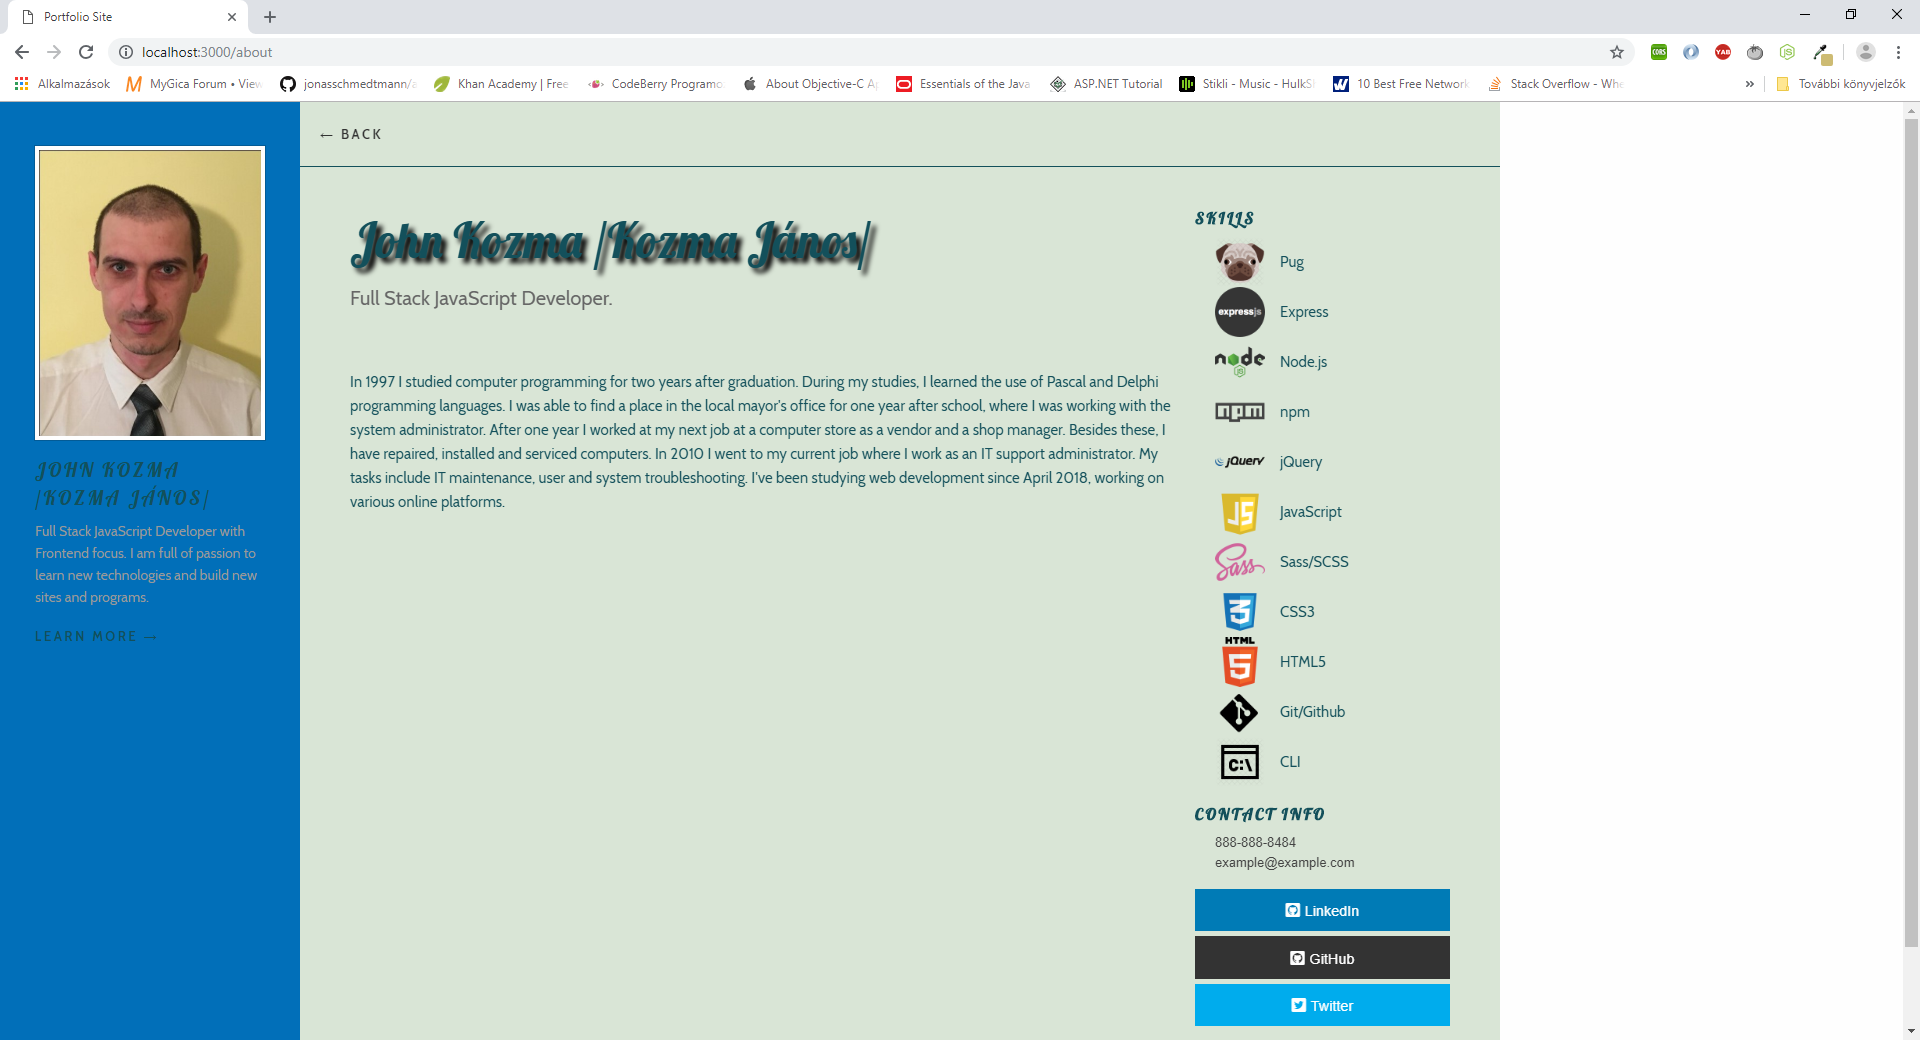 Portfolio Site
localhost:3000/about
Alkalmazások
MyGica Forum • View
jonasschmedtmann/a
Khan Academy | Free
CodeBerry Programo
About Objective-C Ap
Essentials of the Java
ASP.NET Tutorial
Stikli - Music - HulkSh
10 Best Free Network
Stack Overflow - Whe
»
További könyvjelzők
CORS
YAB
← BACK
JOHN KOZMA
/KOZMA JÁNOS/
Full Stack JavaScript Developer with
Frontend focus. I am full of passion to
learn new technologies and build new
sites and programs.
LEARN MORE →
John Kozma /Kozma János/
Full Stack JavaScript Developer.
In 1997 I studied computer programming for two years after graduation. During my studies, I learned the use of Pascal and Delphi
programming languages. I was able to find a place in the local mayor's office for one year after school, where I was working with the
system administrator. After one year I worked at my next job at a computer store as a vendor and a shop manager. Besides these, I
have repaired, installed and serviced computers. In 2010 I went to my current job where I work as an IT support administrator. My
tasks include IT maintenance, user and system troubleshooting. I've been studying web development since April 2018, working on
various online platforms.
SKILLS
Pug
expressjs Express
node JS Node.js
npm npm
jQuery jQuery
JS JavaScript
Sass Sass/SCSS
3 CSS3
HTML 5 HTML5
Git/Github
C:\ CLI
CONTACT INFO
888-888-8484
example@example.com
LinkedIn
GitHub
Twitter